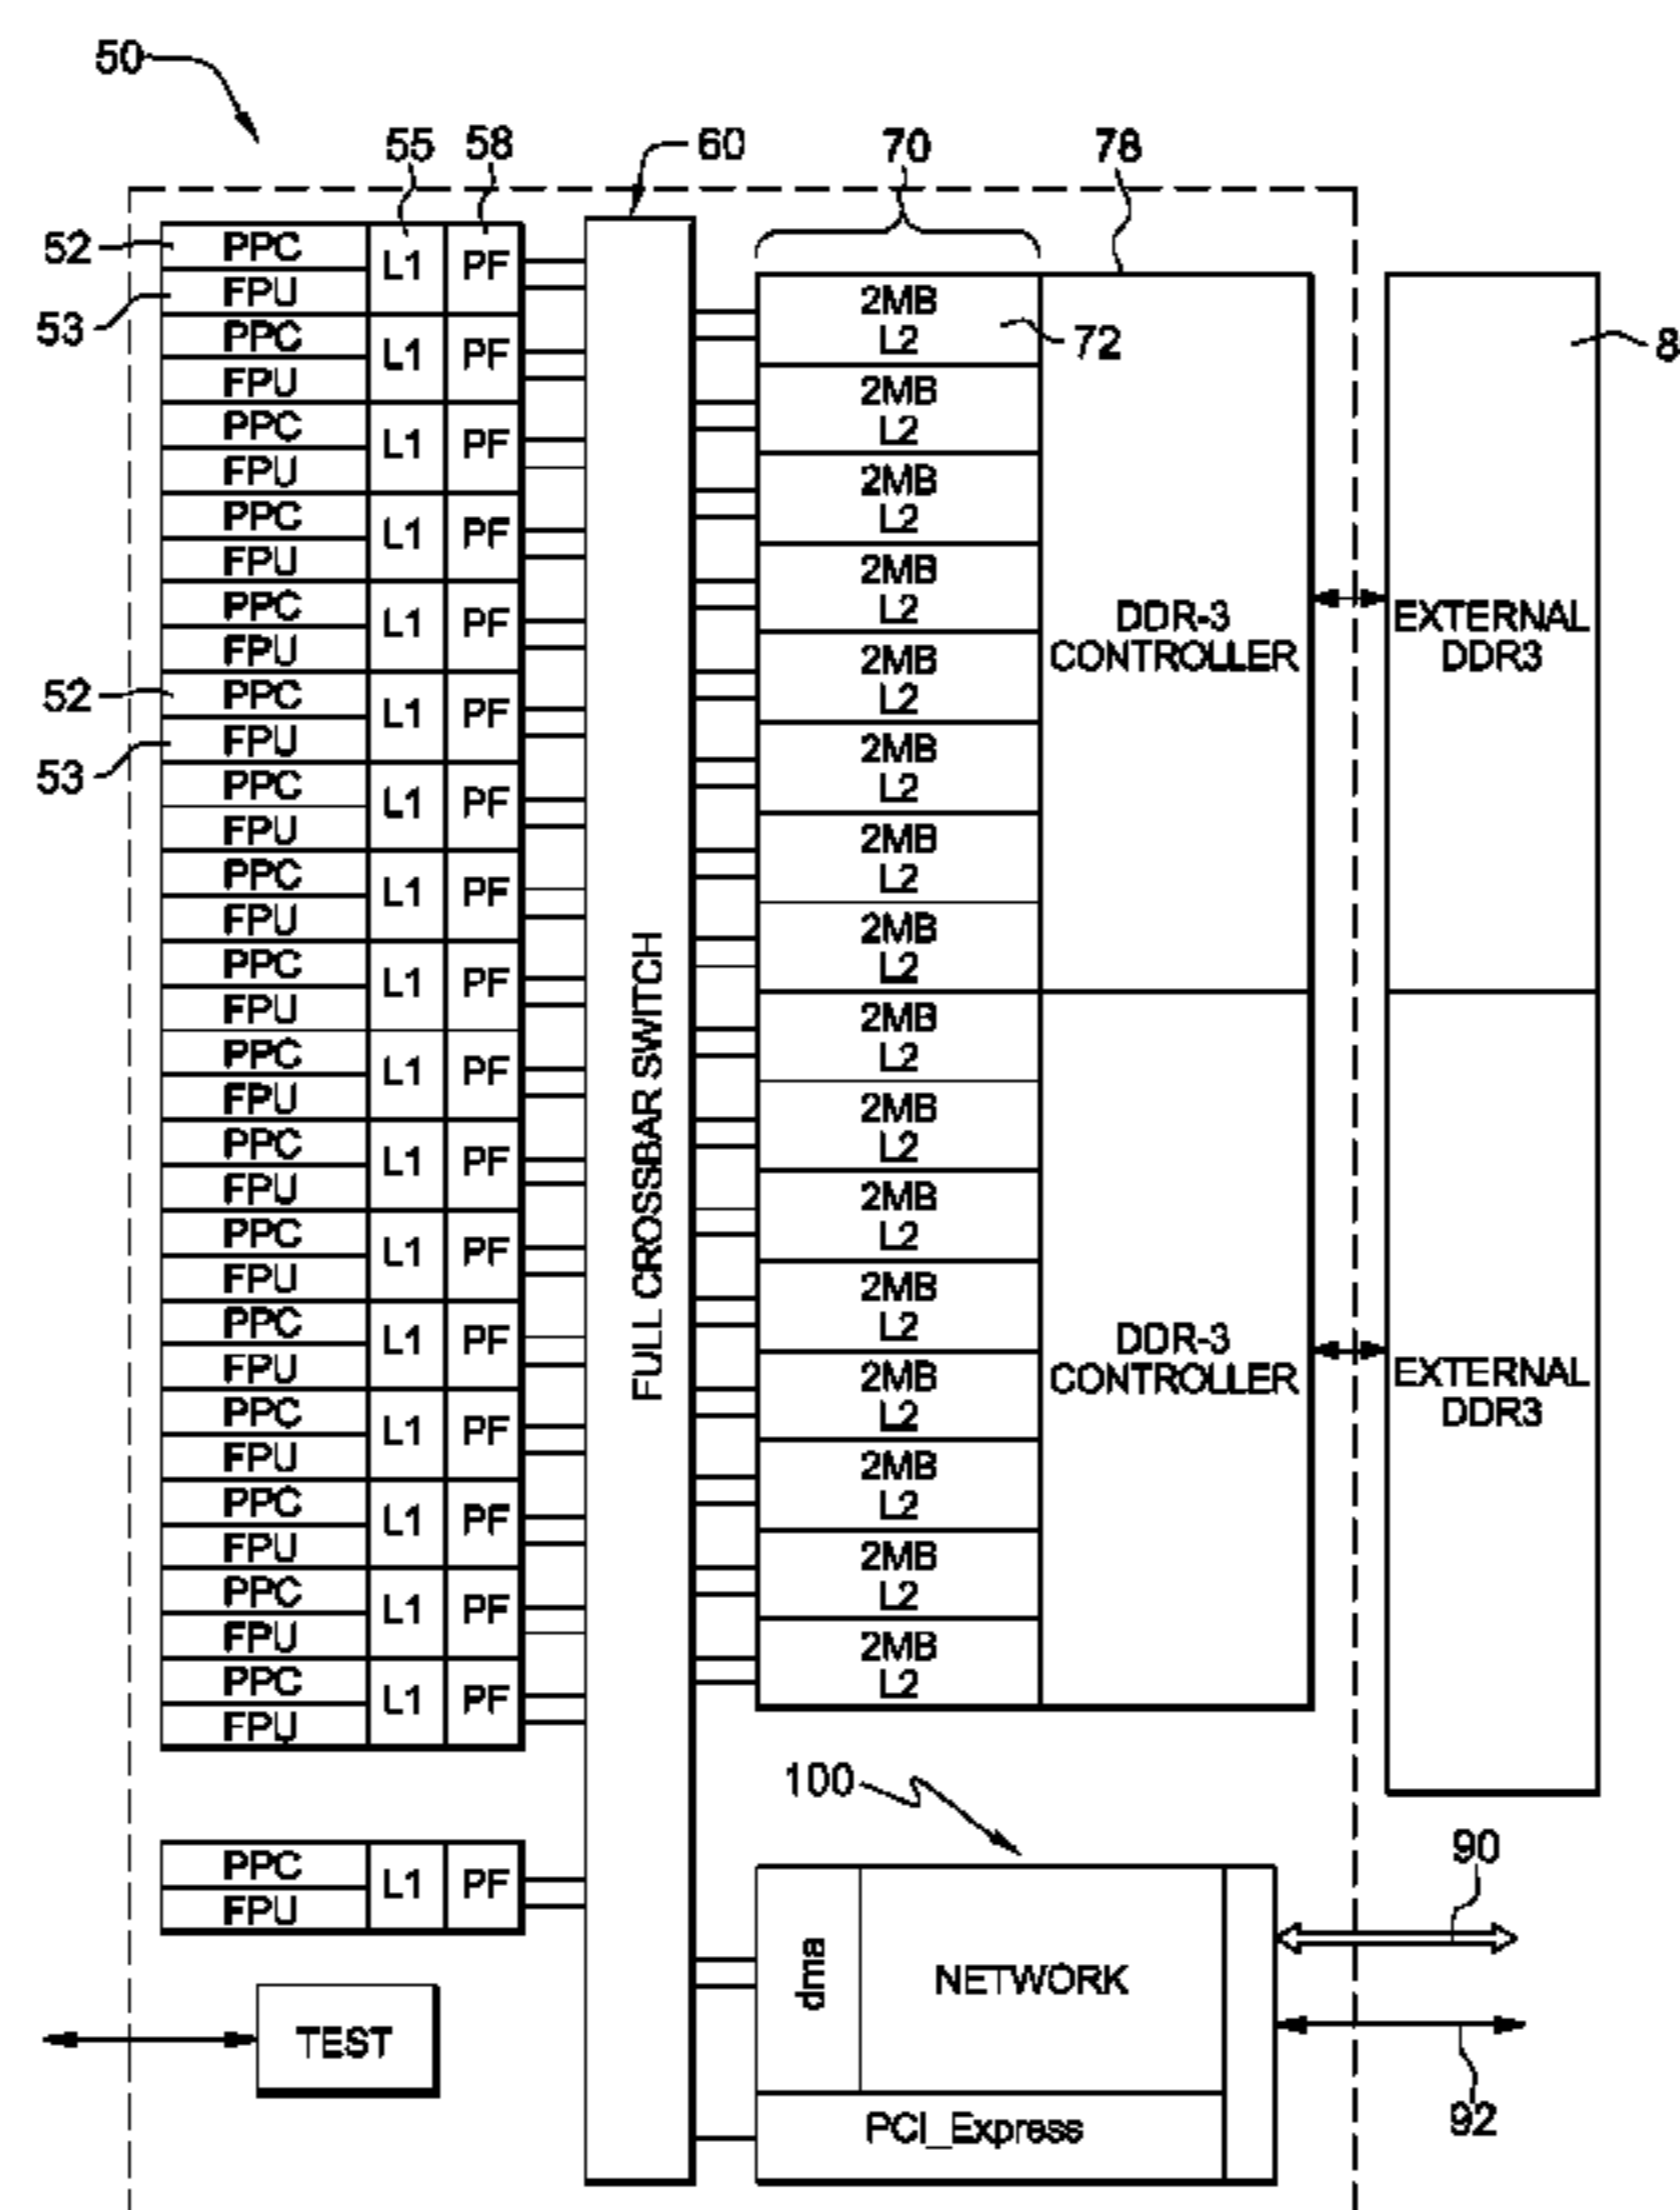 50
55
58
60
70
78
52
53
PPC
FPU
L1
PF
PPC
FPU
L1
PF
PPC
FPU
L1
PF
PPC
FPU
L1
PF
PPC
FPU
L1
PF
52
53
PPC
FPU
L1
PF
PPC
FPU
L1
PF
PPC
FPU
L1
PF
PPC
FPU
L1
PF
PPC
FPU
L1
PF
PPC
FPU
L1
PF
PPC
FPU
L1
PF
PPC
FPU
L1
PF
PPC
FPU
L1
PF
PPC
FPU
L1
PF
PPC
FPU
L1
PF
PPC
FPU
L1
PF
PPC
FPU
L1
PF
TEST
FULL CROSSBAR SWITCH
2MB
L2
72
2MB
L2
2MB
L2
2MB
L2
2MB
L2
2MB
L2
2MB
L2
2MB
L2
2MB
L2
2MB
L2
2MB
L2
2MB
L2
2MB
L2
2MB
L2
2MB
L2
2MB
L2
DDR-3
CONTROLLER
DDR-3
CONTROLLER
8
EXTERNAL
DDR3
EXTERNAL
DDR3
100
90
dma
NETWORK
PCI_Express
92